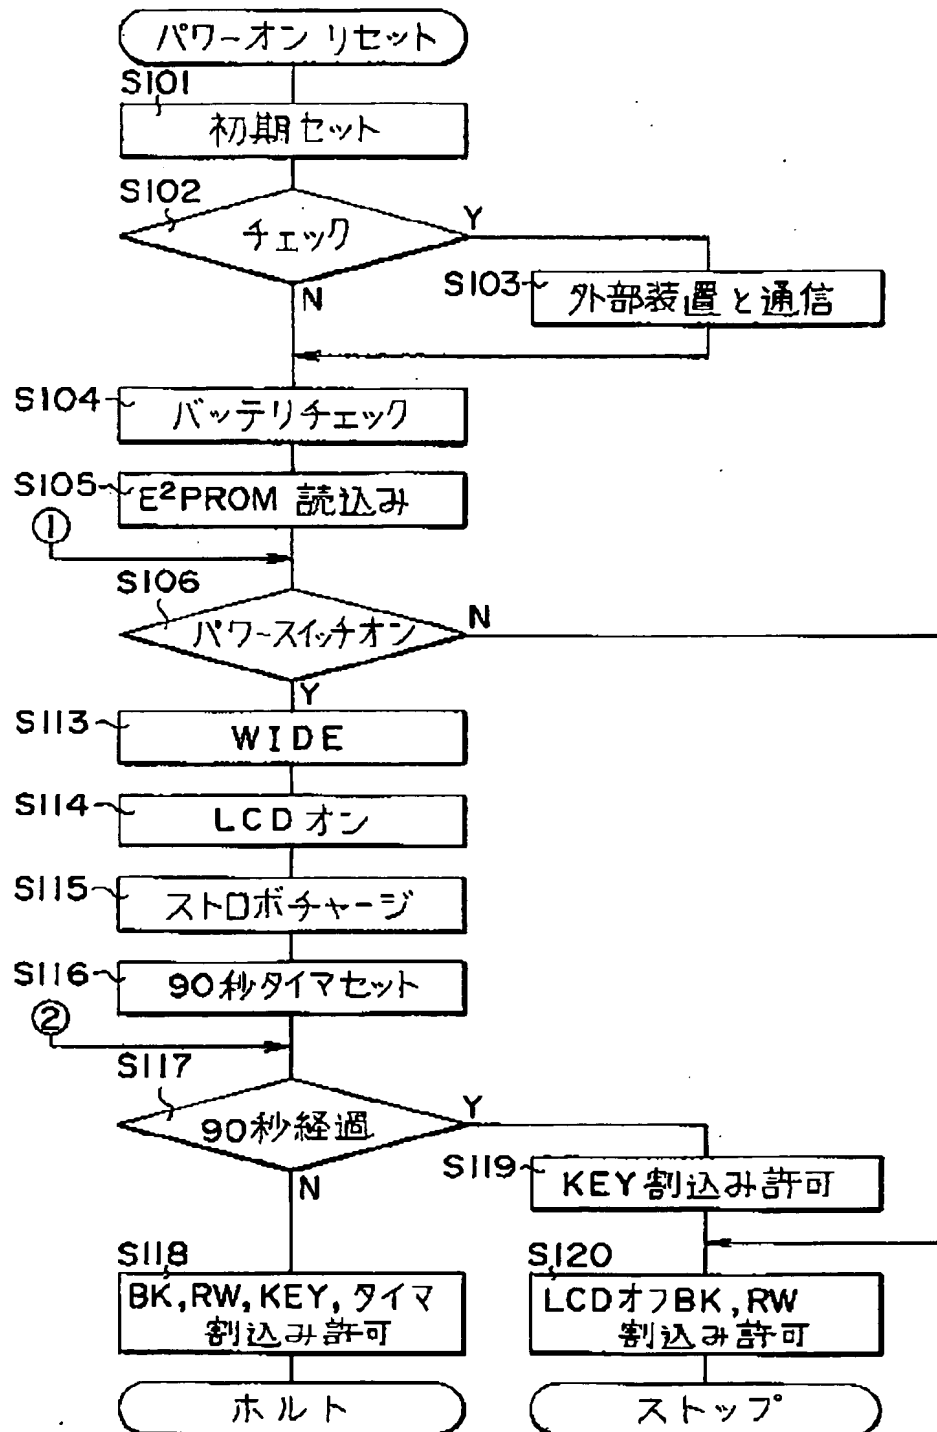 パワーオン リセット
S101
初期セット
S102
チェック
Y
N
S103
外部装置と通信
S104
バッテリチェック
S105
E²PROM 読込み
①
S106
パワースイッチオン
N
Y
S113
WIDE
S114
LCDオン
S115
ストロボチャージ
S116
90秒タイマセット
②
S117
90秒経過
Y
N
S119
KEY割込み許可
S118
BK,RW,KEY,タイマ
割込み許可
S120
LCDオフBK,RW
割込み許可
ホルト
ストップ